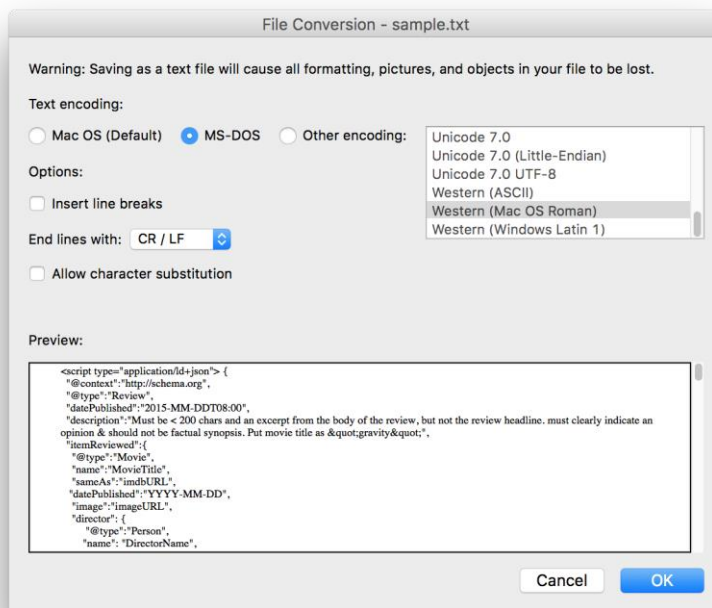 File Conversion - sample.txt
Warning: Saving as a text file will cause all formatting, pictures, and objects in your file to be lost.
Text encoding:
Mac OS (Default) MS-DOS Other encoding:
Unicode 7.0
Unicode 7.0 (Little-Endian)
Unicode 7.0 UTF-8
Western (ASCII)
Western (Mac OS Roman)
Western (Windows Latin 1)
Options:
Insert line breaks
End lines with: CR / LF
Allow character substitution
Preview:
<script type="application/ld+json"> {
"@context":"http://schema.org",
"@type":"Review",
"datePublished":"2015-MM-DDT08:00",
"description":"Must be < 200 chars and an excerpt from the body of the review, but not the review headline. must clearly indicate an
opinion & should not be factual synopsis. Put movie title as &quot;gravity&quot;",
"itemReviewed":{
"@type":"Movie",
"name":"MovieTitle",
"sameAs":"imdbURL",
"datePublished":"YYYY-MM-DD",
"image":"imageURL",
"director": {
"@type":"Person",
"name": "DirectorName",
Cancel OK